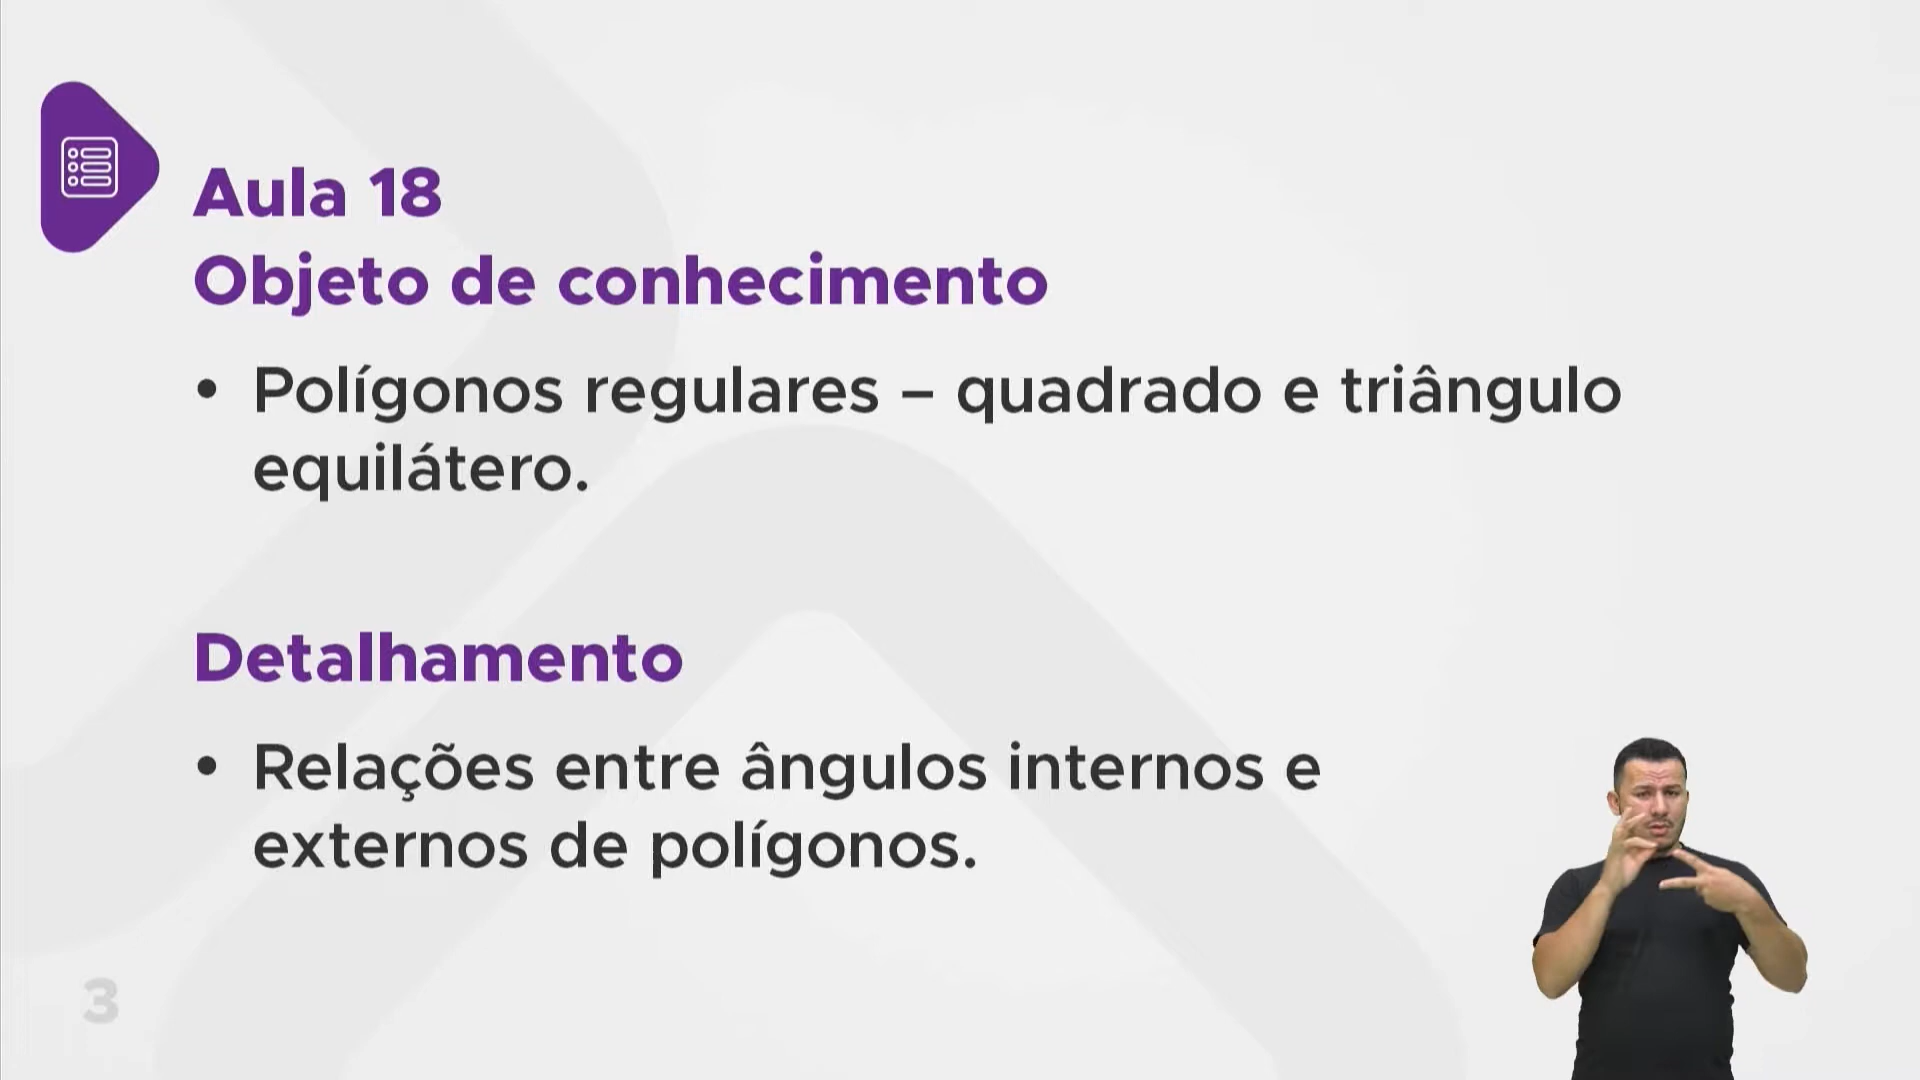 Aula 18
Objeto de conhecimento
• Polígonos regulares – quadrado e triângulo
equilátero.
Detalhamento
• Relações entre ângulos internos e
externos de polígonos.
3